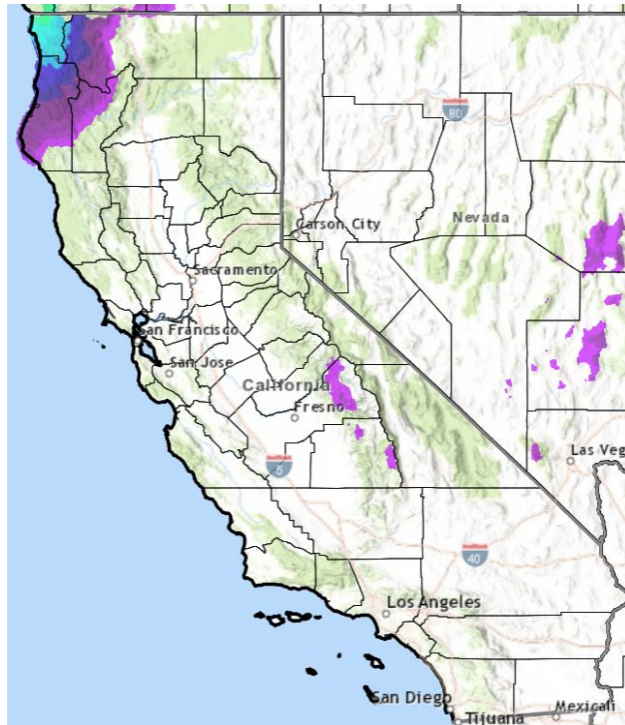 80
Nevada
Carson City
Sacramento
San Francisco
San Jose
California
Fresno
5
Las Veg
40
Los Angeles
San Diego
Mexicali
Tijuana